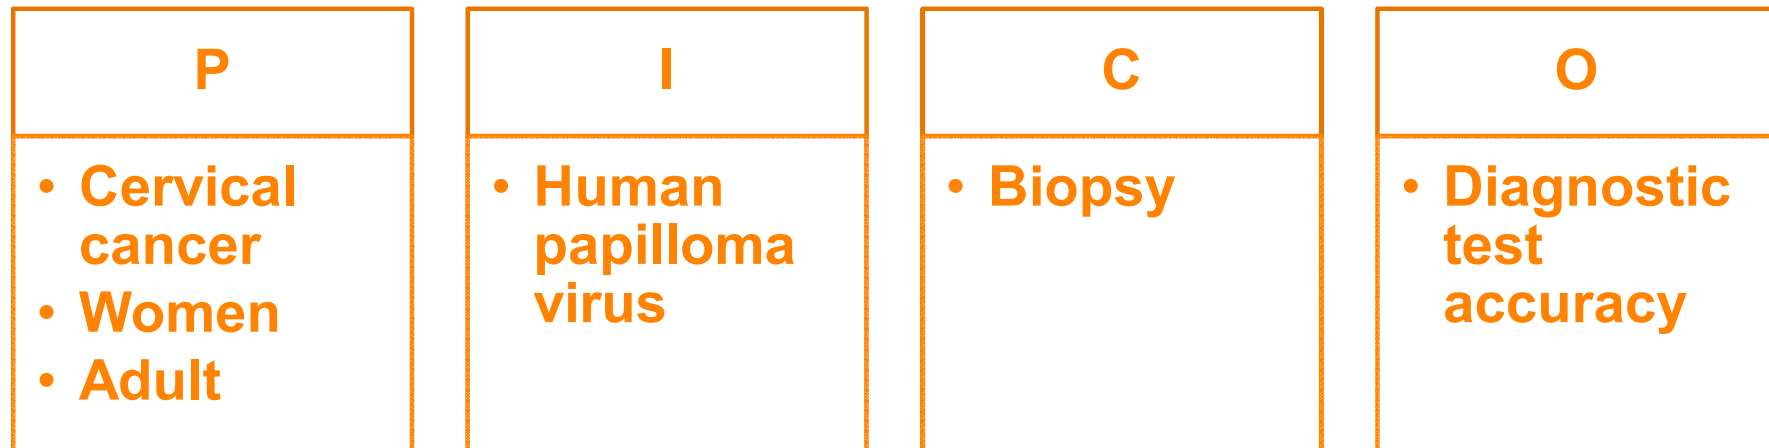 P
• Cervical
cancer
• Women
• Adult
I
• Human
papilloma
virus
C
• Biopsy
O
• Diagnostic
test
accuracy